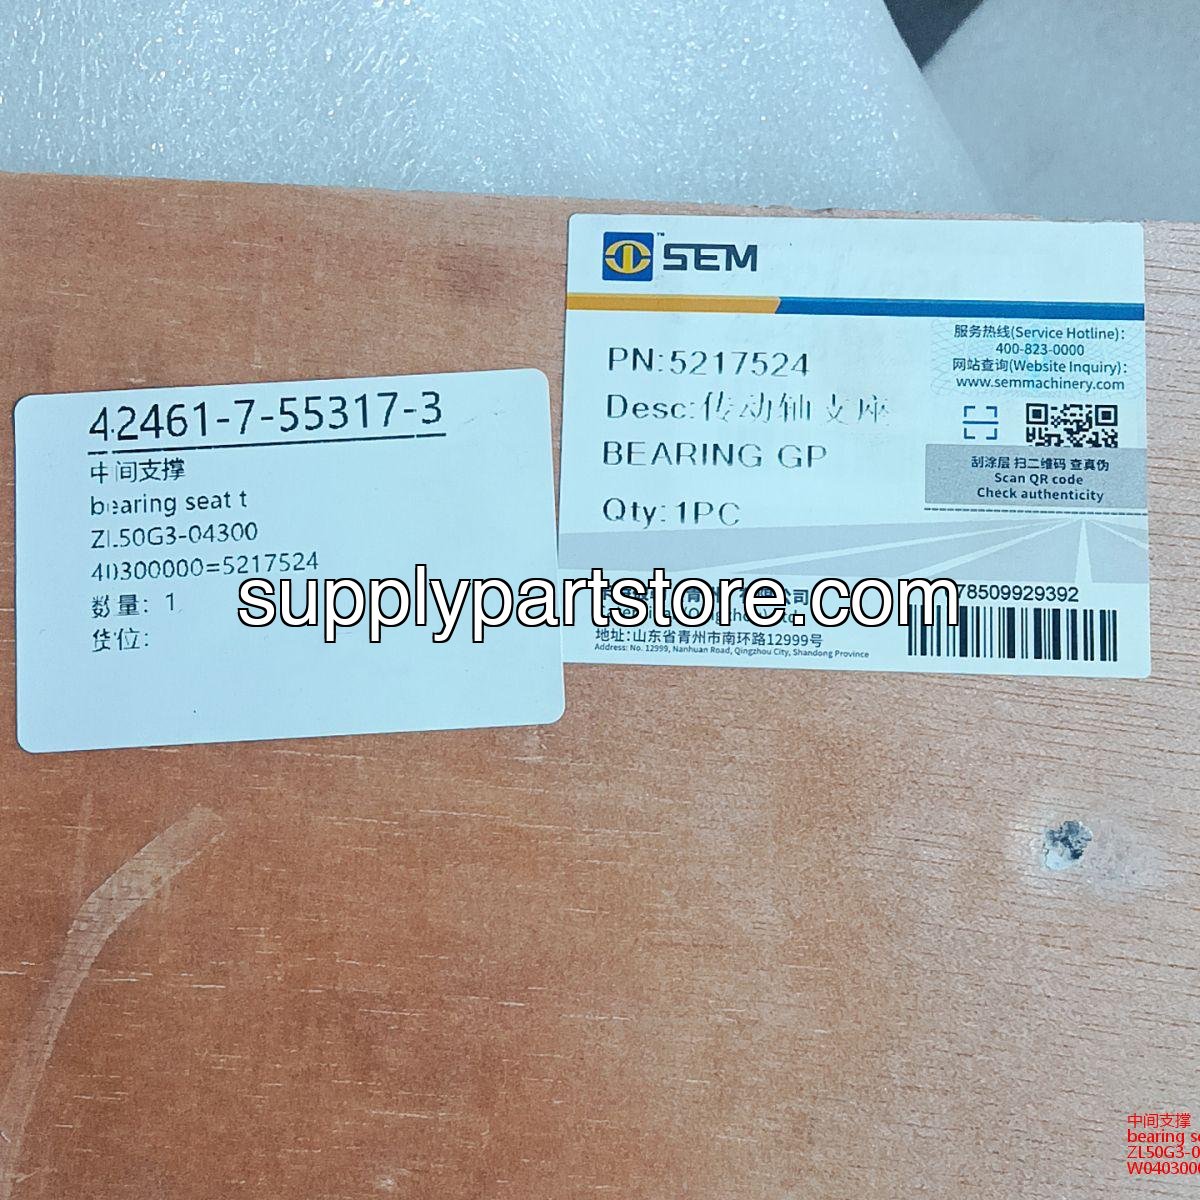 SEM
PN:5217524
Desc:传动轴支座
BEARING GP
Qty:1PC
服务热线(Service Hotline):
400-823-0000
网站查询(Website Inquiry):
www.semmachinery.com
刮涂层 扫二维码 查真伪
Scan QR code
Check authenticity
78509929392
地址:山东省青州市南环路12999号
Address: No. 12999, Nanhuan Road, Qingzhou City, Shandong Province
42461-7-55317-3
中间支撑
bearing seat t
ZL50G3-04300
40300000=5217524
数量: 1
货位:
supplypartstore.com
中间支撑
bearing s
ZL50G3-0
W040300